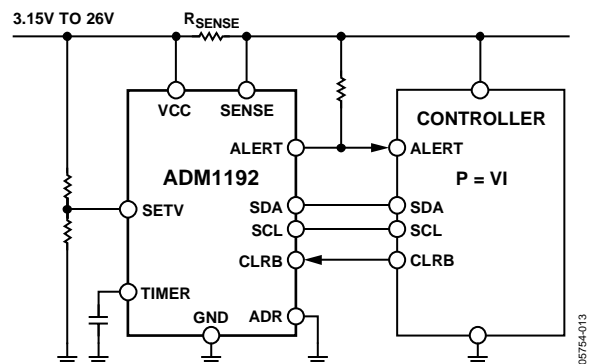 3.15V TO 26V
RSENSE
VCC
SENSE
CONTROLLER
ALERT
ALERT
ADM1192
P = VI
SETV
SDA
SDA
SCL
SCL
CLRB
CLRB
TIMER
GND
ADR
05754-013